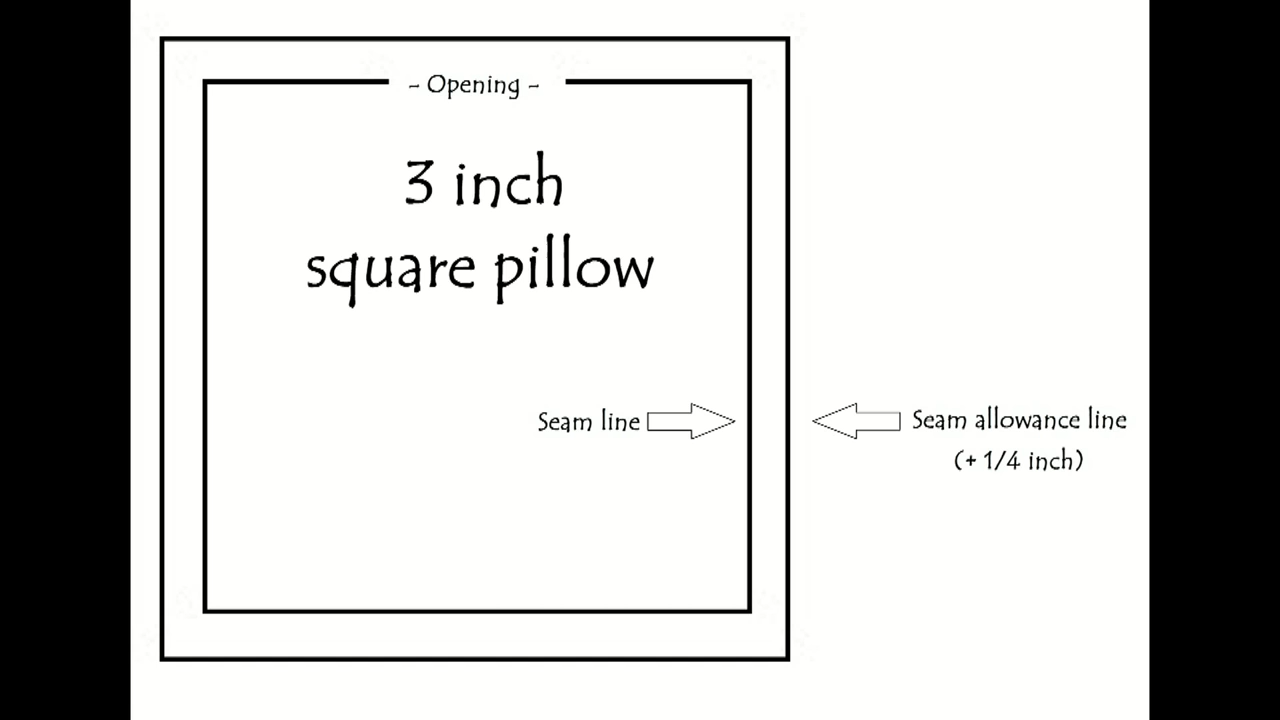 ~ Opening ~
3 inch
square pillow
Seam line
Seam allowance line
(+ 1/4 inch)